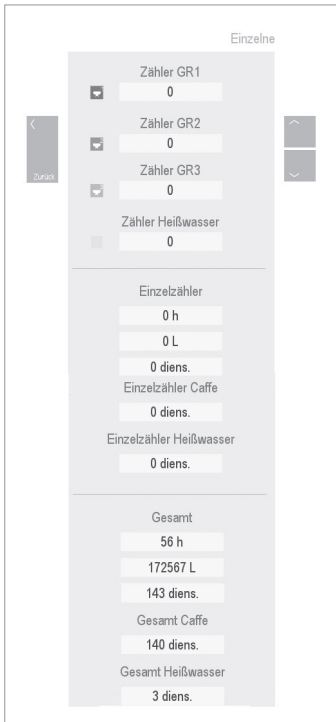 Einzelne
Zähler GR1
0
Zähler GR2
0
Zurück
Zähler GR3
0
Zähler Heißwasser
0
Einzelzähler
0 h
0 L
0 diens.
Einzelzähler Caffe
0 diens.
Einzelzähler Heißwasser
0 diens.
Gesamt
56 h
172567 L
143 diens.
Gesamt Caffe
140 diens.
Gesamt Heißwasser
3 diens.